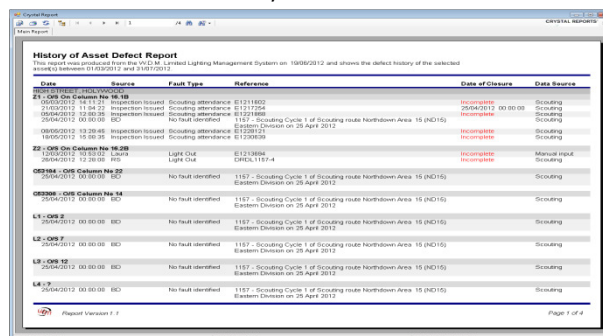 Crystal Report
1 /4
CRYSTAL REPORTS
Main Report
History of Asset Defect Report
This report was produced from the W.D.M. Limited Lighting Management System on 19/06/2012 and shows the defect history of the selected
asset(s) between 01/03/2012 and 31/07/2012.
Date Source Fault Type Reference Date of Closure Data Source
HIGH STREET, HOLYWOOD
Z1 - O/S On Column No 16.1B
06/03/2012 14:11:21 Inspection Issued Scouting attendance E1211802 Incomplete Scouting
21/03/2012 11:04:22 Inspection Issued Scouting attendance E1217254 25/04/2012 00:00:00 Scouting
05/04/2012 12:00:35 Inspection Issued Scouting attendance E1221868 Incomplete Scouting
25/04/2012 00:00:00 BD No fault identified 1157 - Scouting Cycle 1 of Scouting route Northdown Area 15 (ND15) Scouting
Eastern Division on 25 April 2012
08/05/2012 13:29:46 Inspection Issued Scouting attendance E1228121 Incomplete Scouting
18/05/2012 15:08:35 Inspection Issued Scouting attendance E1230639 Incomplete Scouting
Z2 - O/S On Column No 16.2B
12/03/2012 10:53:02 Laura Light Out E1213694 Incomplete Manual input
26/04/2012 12:28:00 RS Light Out DRDL1157-4 Incomplete Scouting
C53104 - O/S Column No 22
25/04/2012 00:00:00 BD No fault identified 1157 - Scouting Cycle 1 of Scouting route Northdown Area 15 (ND15) Scouting
Eastern Division on 25 April 2012
C53306 - O/S Column No 14
25/04/2012 00:00:00 BD No fault identified 1157 - Scouting Cycle 1 of Scouting route Northdown Area 15 (ND15) Scouting
Eastern Division on 25 April 2012
L1 - O/S 2
25/04/2012 00:00:00 BD No fault identified 1157 - Scouting Cycle 1 of Scouting route Northdown Area 15 (ND15) Scouting
Eastern Division on 25 April 2012
L2 - O/S 7
25/04/2012 00:00:00 BD No fault identified 1157 - Scouting Cycle 1 of Scouting route Northdown Area 15 (ND15) Scouting
Eastern Division on 25 April 2012
L3 - O/S 12
25/04/2012 00:00:00 BD No fault identified 1157 - Scouting Cycle 1 of Scouting route Northdown Area 15 (ND15) Scouting
Eastern Division on 25 April 2012
L4 - ?
25/04/2012 00:00:00 BD No fault identified 1157 - Scouting Cycle 1 of Scouting route Northdown Area 15 (ND15) Scouting
Eastern Division on 25 April 2012
Report Version 1.1 Page 1 of 4